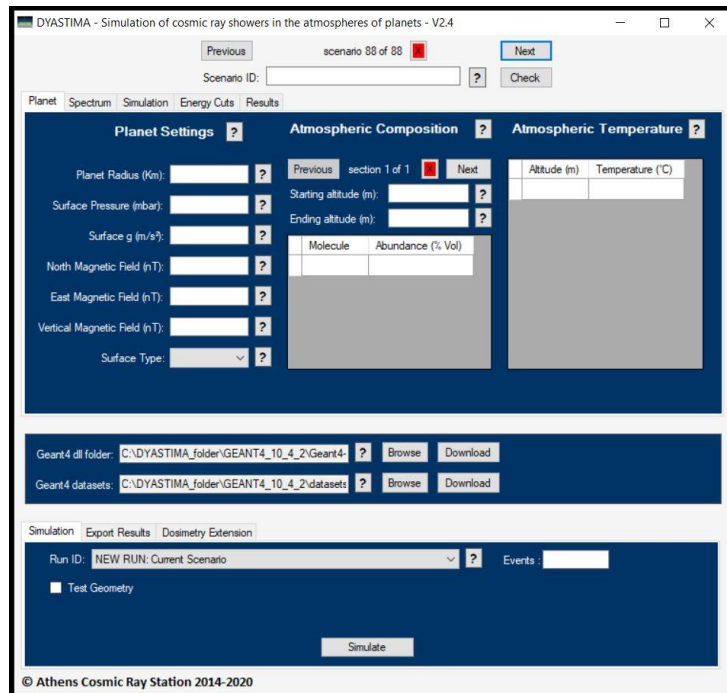 DYASTIMA - Simulation of cosmic ray showers in the atmospheres of planets - V2.4
Previous scenario 88 of 88 X Next
Scenario ID: ? Check
Planet Spectrum Simulation Energy Cuts Results
Planet Settings ? Atmospheric Composition ? Atmospheric Temperature ?
Previous section 1 of 1 X Next Altitude (m) Temperature (°C)
Planet Radius (Km): ?
Starting altitude (m): ?
Surface Pressure (mbar): ?
Ending altitude (m): ?
Surface g (m/s²): ?
Molecule Abundance (% Vol)
North Magnetic Field (nT): ?
East Magnetic Field (nT): ?
Vertical Magnetic Field (nT): ?
Surface Type: ?
Geant4 dll folder: C:\DYASTIMA_folder\GEANT4_10_4_2\Geant4- ? Browse Download
Geant4 datasets: C:\DYASTIMA_folder\GEANT4_10_4_2\datasets ? Browse Download
Simulation Export Results Dosimetry Extension
Run ID: NEW RUN: Current Scenario ? Events :
Test Geometry
Simulate
© Athens Cosmic Ray Station 2014-2020